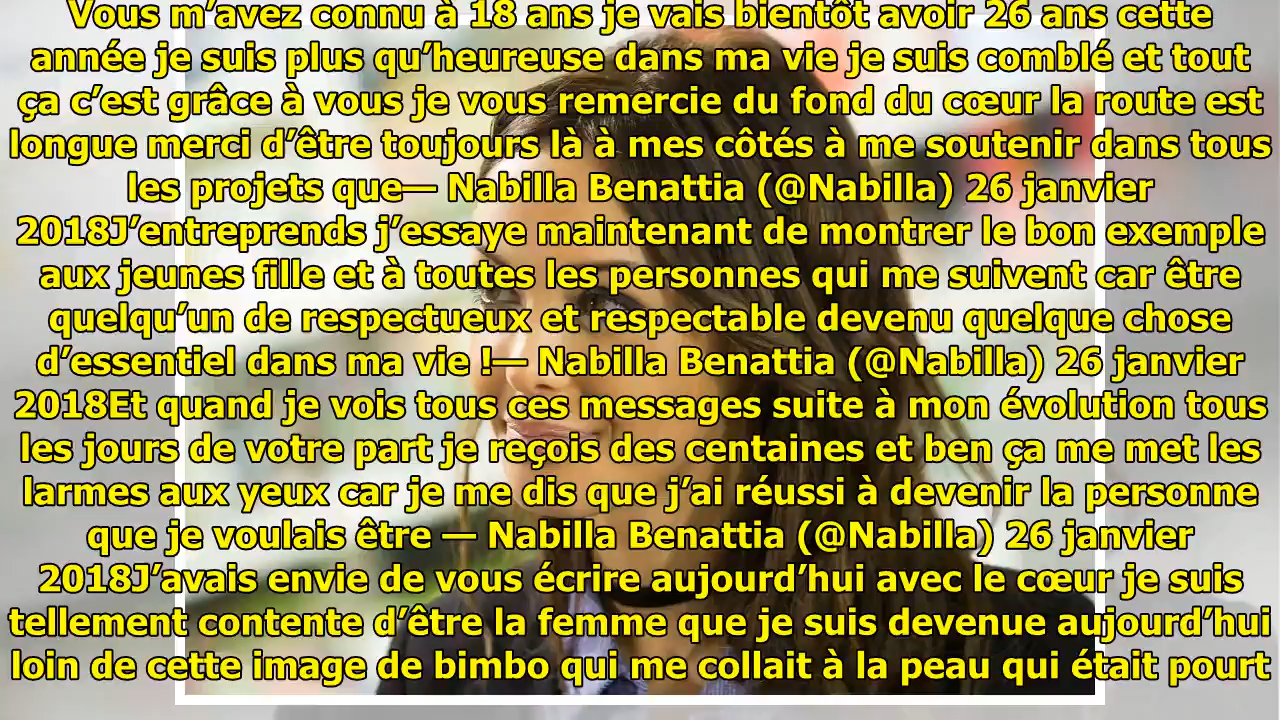 Vous m’avez connu à 18 ans je vais bientôt avoir 26 ans cette
année je suis plus qu’heureuse dans ma vie je suis comblé et tout
ça c’est grâce à vous je vous remercie du fond du cœur la route est
longue merci d’être toujours là à mes côtés à me soutenir dans tous
les projets que— Nabilla Benattia (@Nabilla) 26 janvier
2018J’entreprends j’essaye maintenant de montrer le bon exemple
aux jeunes fille et à toutes les personnes qui me suivent car être
quelqu’un de respectueux et respectable devenu quelque chose
d’essentiel dans ma vie !— Nabilla Benattia (@Nabilla) 26 janvier
2018Et quand je vois tous ces messages suite à mon évolution tous
les jours de votre part je reçois des centaines et ben ça me met les
larmes aux yeux car je me dis que j’ai réussi à devenir la personne
que je voulais être — Nabilla Benattia (@Nabilla) 26 janvier
2018J’avais envie de vous écrire aujourd’hui avec le cœur je suis
tellement contente d’être la femme que je suis devenue aujourd’hui
loin de cette image de bimbo qui me collait à la peau qui était pourt